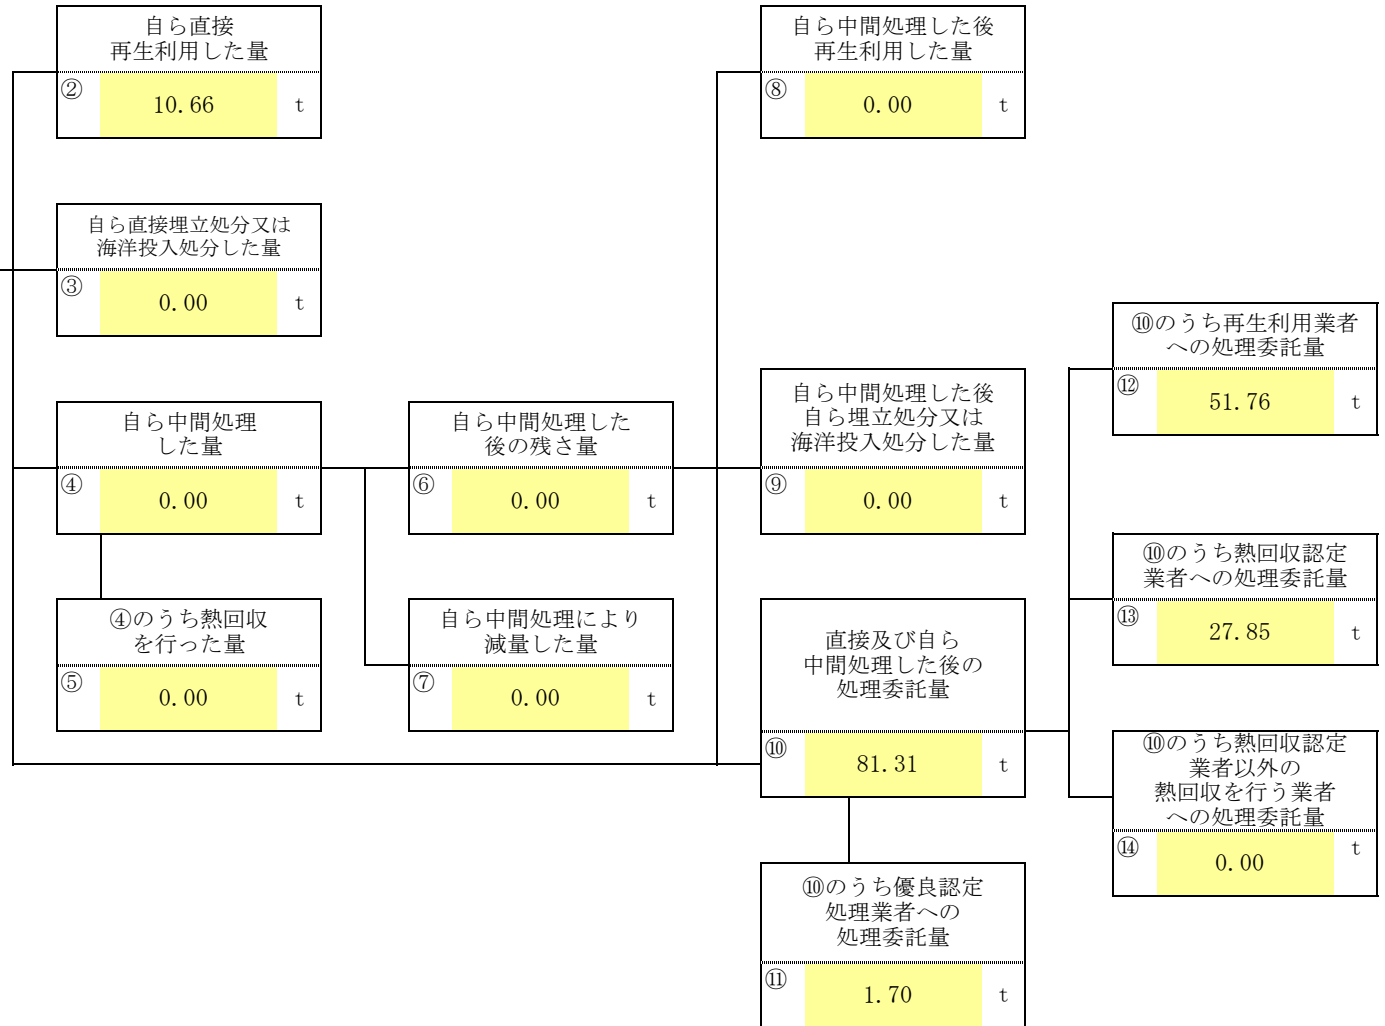 自ら直接
再生利用した量
②
10.66
t
自ら中間処理した後
再生利用した量
⑧
0.00
t
自ら直接埋立処分又は
海洋投入処分した量
③
0.00
t
⑩のうち再生利用業者
への処理委託量
⑫
51.76
t
自ら中間処理
した量
④
0.00
t
自ら中間処理した
後の残さ量
⑥
0.00
t
自ら中間処理した後
自ら埋立処分又は
海洋投入処分した量
⑨
0.00
t
⑩のうち熱回収認定
業者への処理委託量
⑬
27.85
t
④のうち熱回収
を行った量
⑤
0.00
t
自ら中間処理により
減量した量
⑦
0.00
t
直接及び自ら
中間処理した後の
処理委託量
⑩
81.31
t
⑩のうち熱回収認定
業者以外の
熱回収を行う業者
への処理委託量
⑭
0.00
t
⑩のうち優良認定
処理業者への
処理委託量
⑪
1.70
t